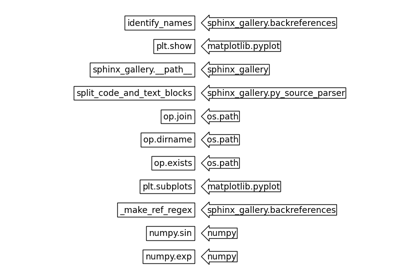 identify_names sphinx_gallery.backreferences
plt.show matplotlib.pyplot
sphinx_gallery.__path__ sphinx_gallery
split_code_and_text_blocks sphinx_gallery.py_source_parser
op.join os.path
op.dirname os.path
op.exists os.path
plt.subplots matplotlib.pyplot
_make_ref_regex sphinx_gallery.backreferences
numpy.sin numpy
numpy.exp numpy